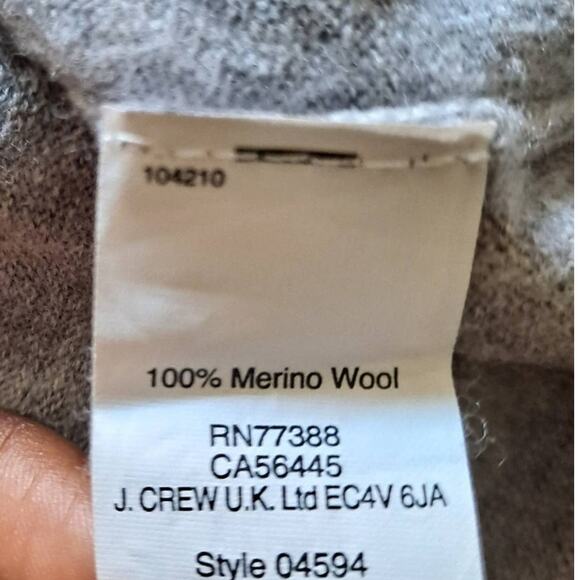 104210
100% Merino Wool
RN77388
CA56445
J. CREW U.K. Ltd EC4V 6JA
Style 04594